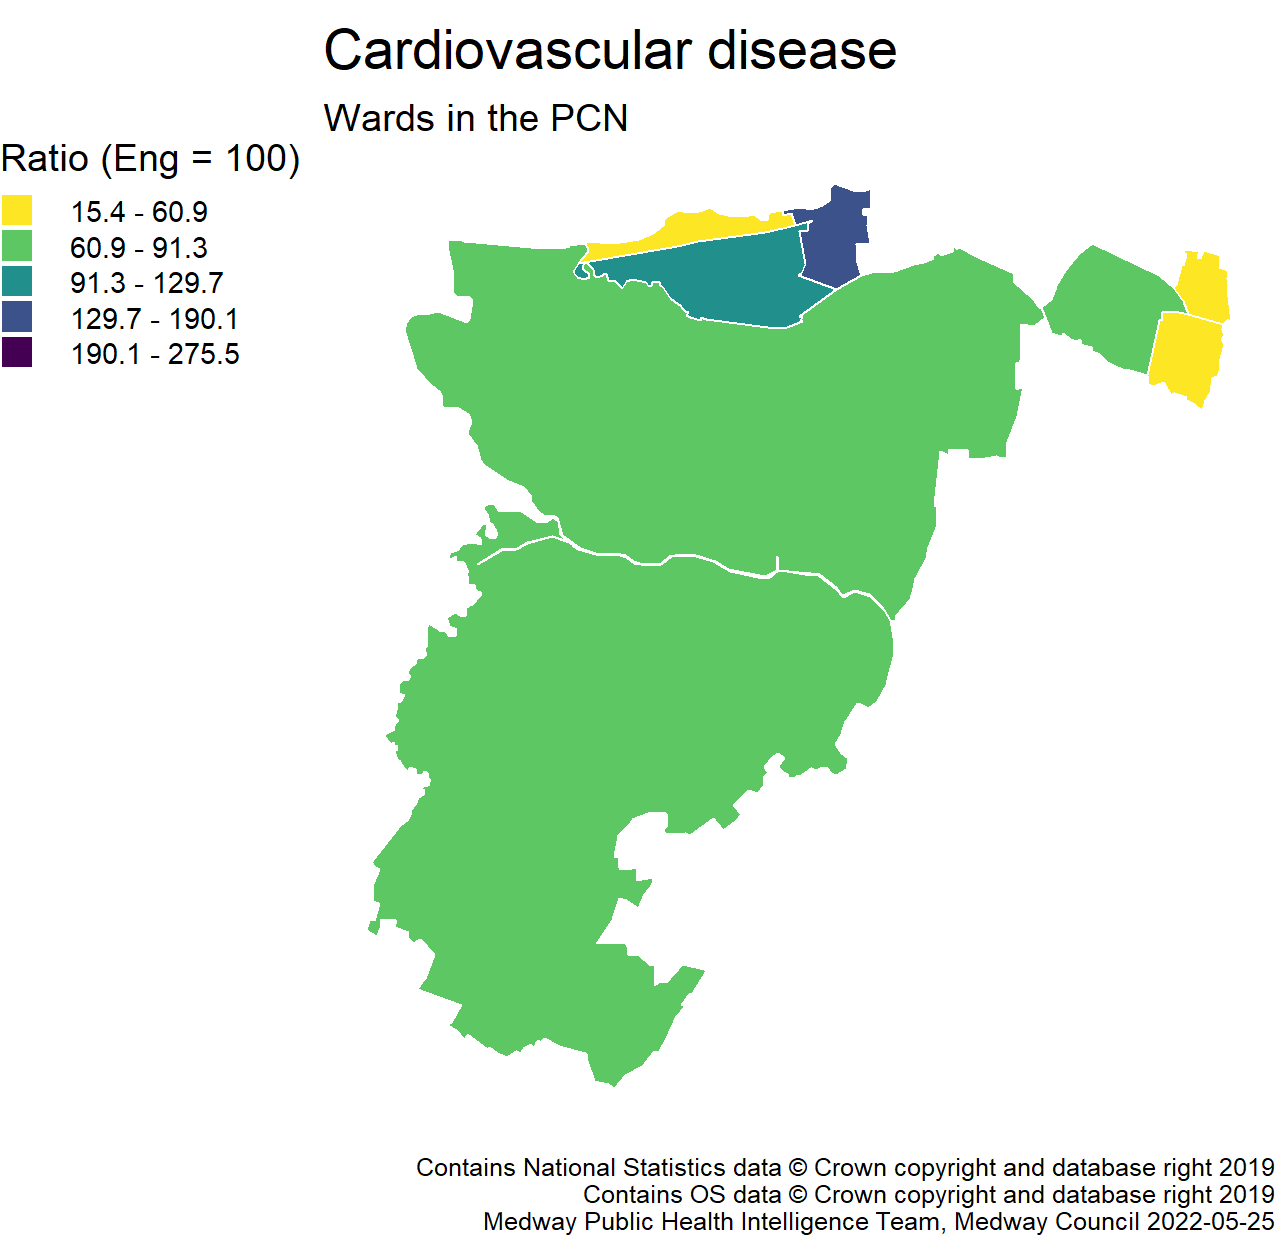 Cardiovascular disease
Wards in the PCN
Ratio (Eng = 100)
15.4 - 60.9
60.9 - 91.3
91.3 - 129.7
129.7 - 190.1
190.1 - 275.5
Contains National Statistics data © Crown copyright and database right 2019
Contains OS data © Crown copyright and database right 2019
Medway Public Health Intelligence Team, Medway Council 2022-05-25